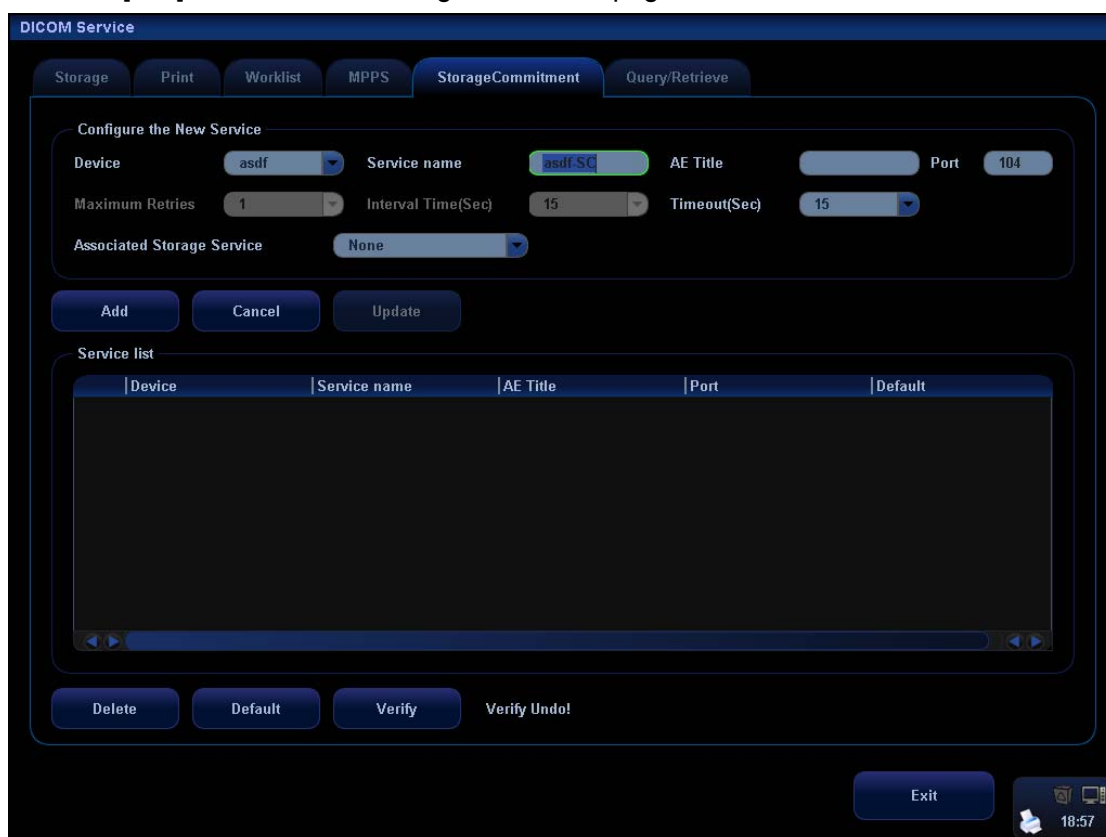 DICOM Service
Storage Print Worklist MPPS StorageCommitment Query/Retrieve
Configure the New Service
Device asdf Service name asdf-SC AE Title Port 104
Maximum Retries 1 Interval Time(Sec) 15 Timeout(Sec) 15
Associated Storage Service None
Add Cancel Update
Service list
Device Service name AE Title Port Default
Delete Default Verify Verify Undo!
Exit
18:57